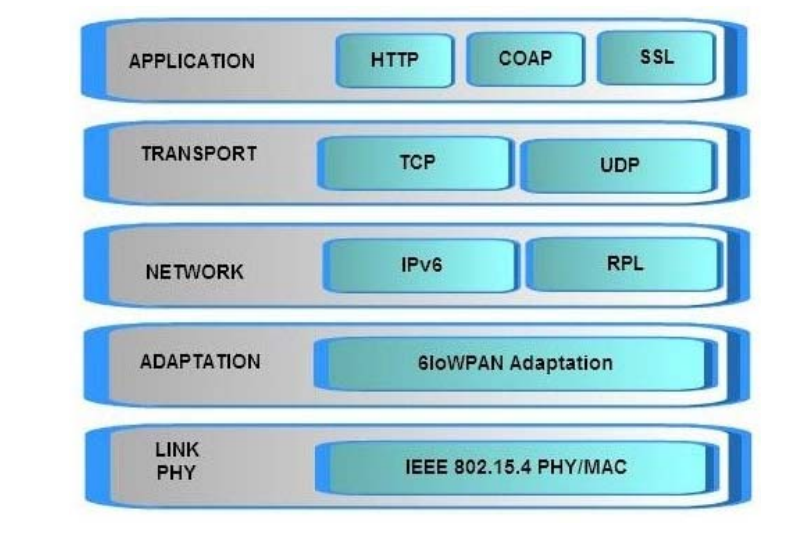 APPLICATION
HTTP
COAP
SSL
TRANSPORT
TCP
UDP
NETWORK
IPv6
RPL
ADAPTATION
6loWPAN Adaptation
LINK
PHY
IEEE 802.15.4 PHY/MAC